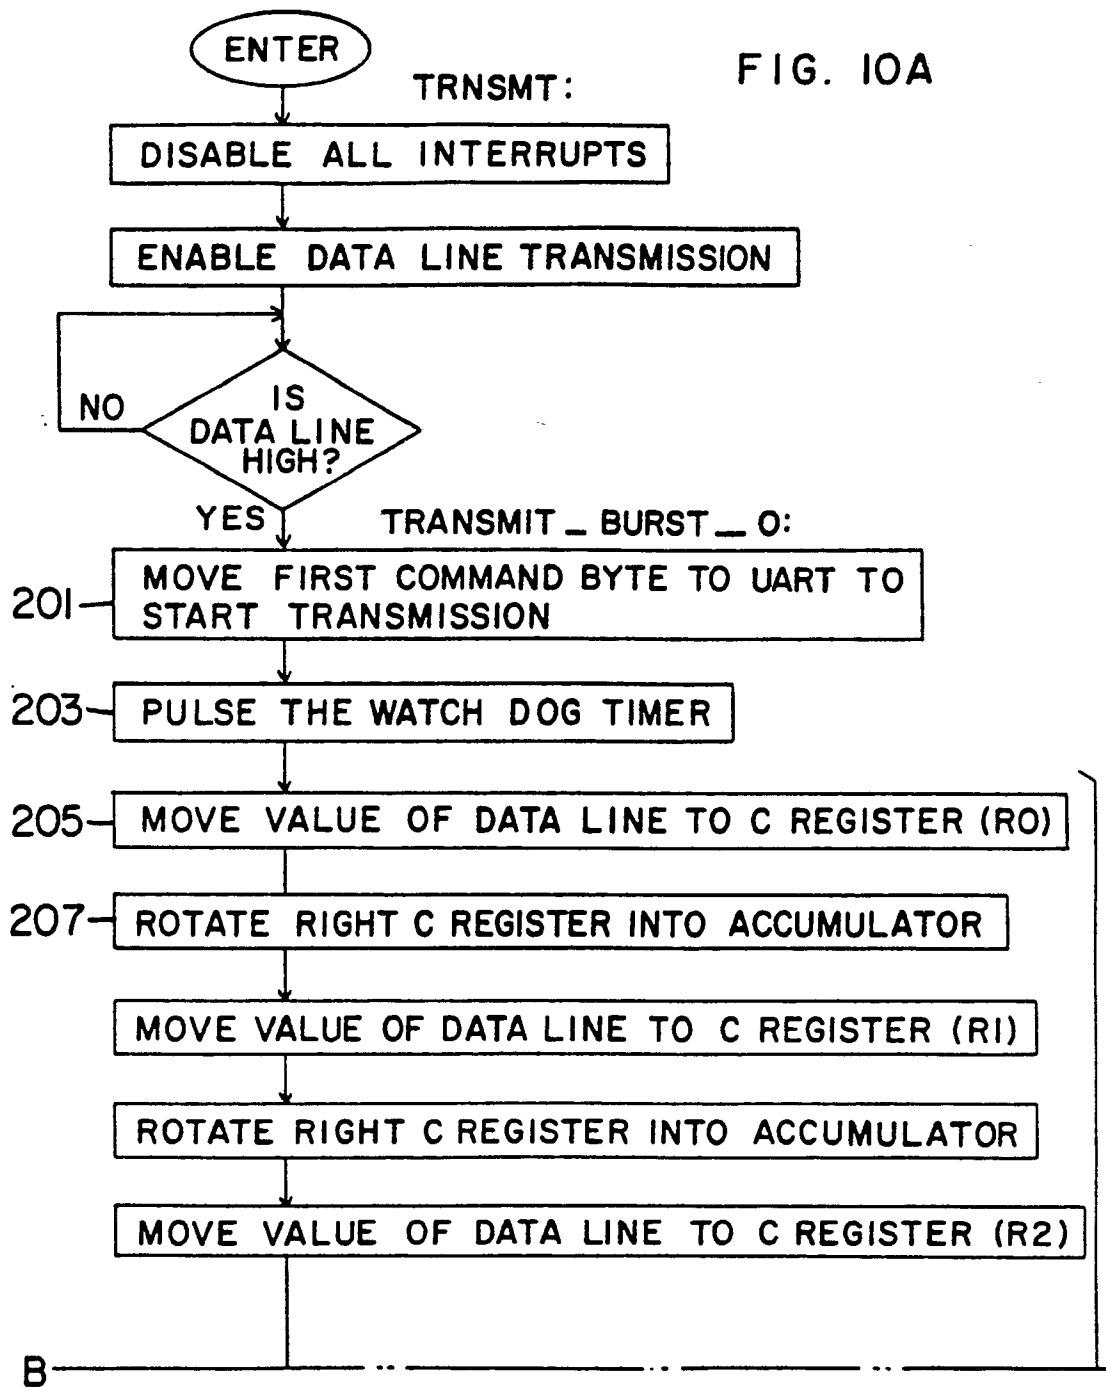 ENTER
FIG. 10A
TRNSMT:
DISABLE ALL INTERRUPTS
ENABLE DATA LINE TRANSMISSION
NO
IS
DATA LINE
HIGH?
YES
TRANSMIT_BURST_0:
201
MOVE FIRST COMMAND BYTE TO UART TO
START TRANSMISSION
203
PULSE THE WATCH DOG TIMER
205
MOVE VALUE OF DATA LINE TO C REGISTER (R0)
207
ROTATE RIGHT C REGISTER INTO ACCUMULATOR
MOVE VALUE OF DATA LINE TO C REGISTER (R1)
ROTATE RIGHT C REGISTER INTO ACCUMULATOR
MOVE VALUE OF DATA LINE TO C REGISTER (R2)
B